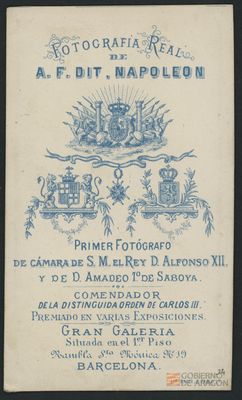 FOTOGRAFÍA REAL
DE
A. F. DIT, NAPOLEON
PRIMER FOTÓGRAFO
DE CÁMARA DE S. M. EL REY D. ALFONSO XII,
Y DE D. AMADEO 1º DE SABOYA.
COMENDADOR
DE LA DISTINGUIDA ORDEN DE CARLOS III.
PREMIADO EN VARIAS EXPOSICIONES.
GRAN GALERIA
Situada en el 1er Piso
Rambla Sta Mónica Nº 19
BARCELONA.
GOBIERNO
DE ARAGON